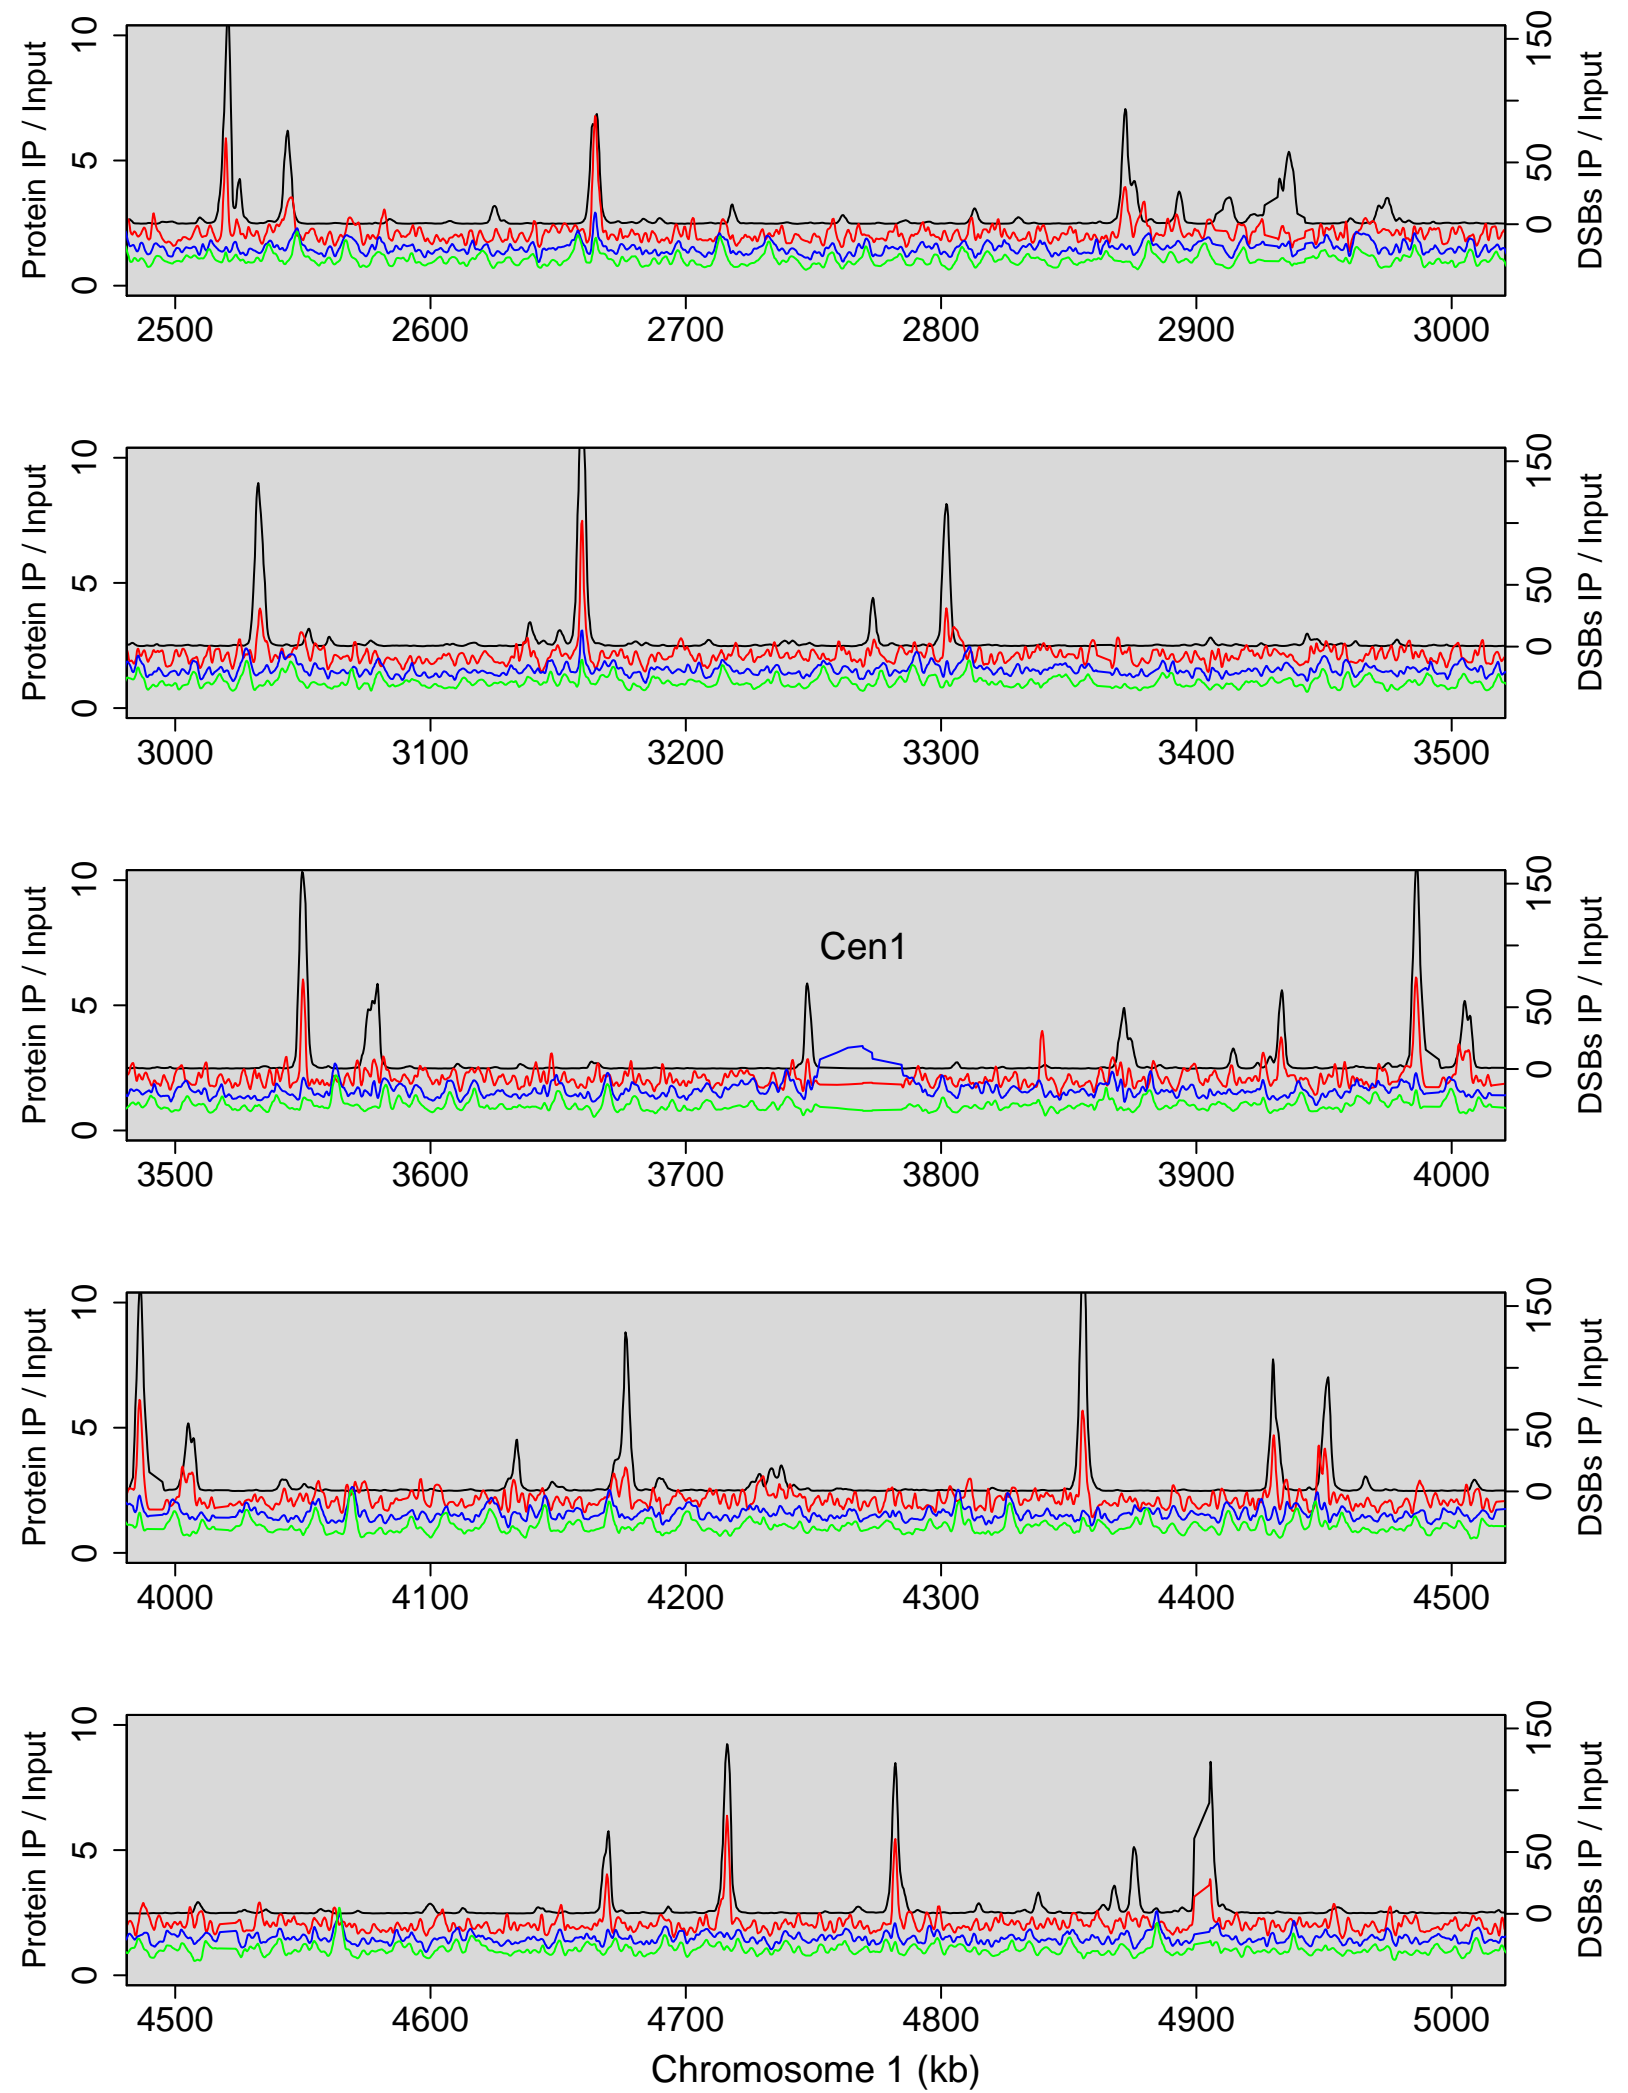 Protein IP / Input
10
5
0
150
50
0
DSBs IP / Input
2500 2600 2700 2800 2900 3000
Protein IP / Input
10
5
0
150
50
0
DSBs IP / Input
3000 3100 3200 3300 3400 3500
Protein IP / Input
10
5
0
Cen1
150
50
0
DSBs IP / Input
3500 3600 3700 3800 3900 4000
Protein IP / Input
10
5
0
150
50
0
DSBs IP / Input
4000 4100 4200 4300 4400 4500
Protein IP / Input
10
5
0
150
50
0
DSBs IP / Input
4500 4600 4700 4800 4900 5000
Chromosome 1 (kb)